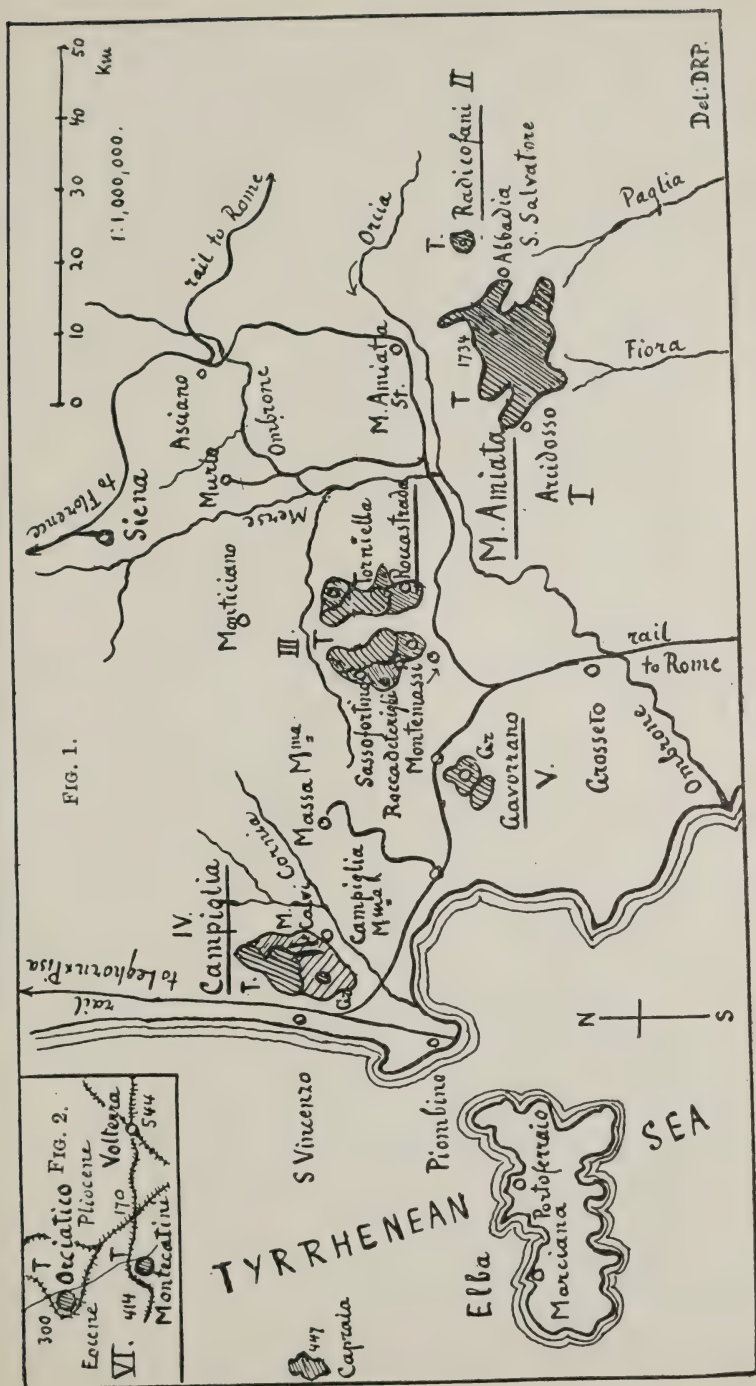 FIG. 1.
0 10 20 30 40 50
Km
1:1,000,000.
to Florence
Siena
Asciano
rail to Rome
Murlo
Ombrone
Merse
Monticiano
M. Amiata
St.
Orcia
T.
Radicofani II
Abbadia
S. Salvatore
T 1734
M. Amiata
Arcidosso
I
Fiora
Paglia
III.
T
Torniella
Roccastrada
Sassofortino
Roccatederighi
Montemassi
Massa Mma
Cornia
IV.
Campiglia
T.
M.
Calvi
Gr
Campiglia
Mma
to Leghorn & Pisa
rail
S Vincenzo
Piombino
Gr
Gavorrano
V.
Grosseto
rail
to Rome
Ombrone
N
S
TYRRHENEAN
SEA
Elba
Portoferraio
Marciana
447
Capraia
FIG. 2.
300
T
Orciatico
Pliocene
Eocene
VI.
T
170
Volterra
544
414
Montecatini
Del: DRP.